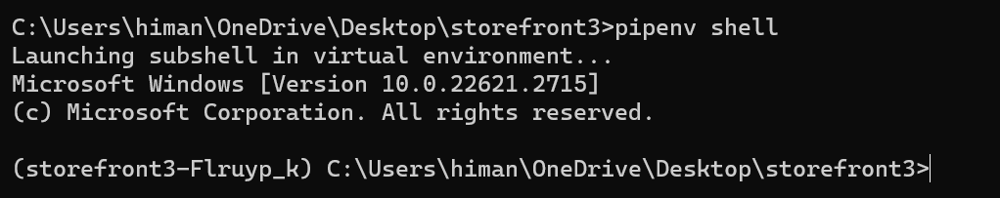 C:\Users\himan\OneDrive\Desktop\storefront3>pipenv shell
Launching subshell in virtual environment...
Microsoft Windows [Version 10.0.22621.2715]
(c) Microsoft Corporation. All rights reserved.
(storefront3-Flruyp_k) C:\Users\himan\OneDrive\Desktop\storefront3>